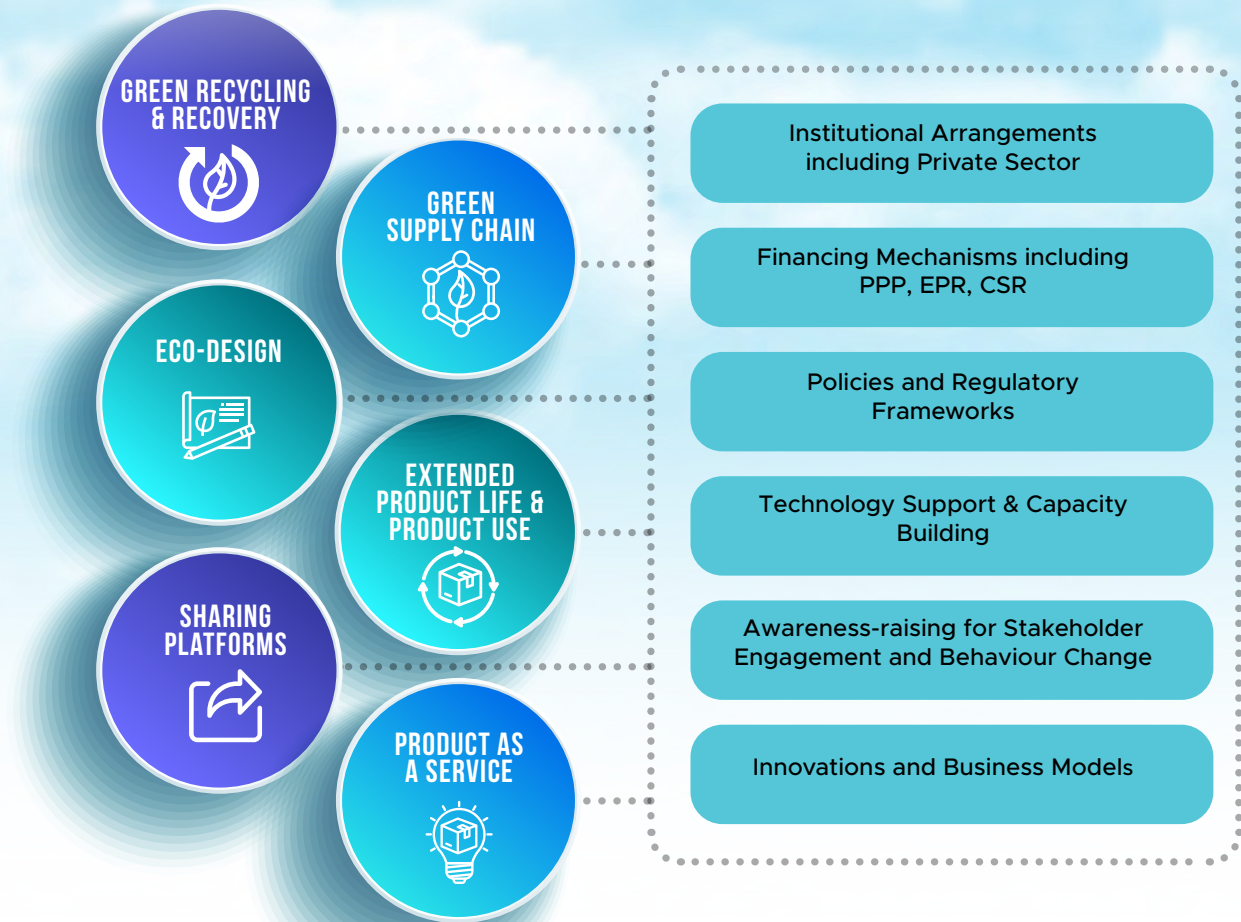 GREEN RECYCLING
& RECOVERY
GREEN
SUPPLY CHAIN
ECO-DESIGN
EXTENDED
PRODUCT LIFE &
PRODUCT USE
SHARING
PLATFORMS
PRODUCT AS
A SERVICE
Institutional Arrangements
including Private Sector
Financing Mechanisms including
PPP, EPR, CSR
Policies and Regulatory
Frameworks
Technology Support & Capacity
Building
Awareness-raising for Stakeholder
Engagement and Behaviour Change
Innovations and Business Models